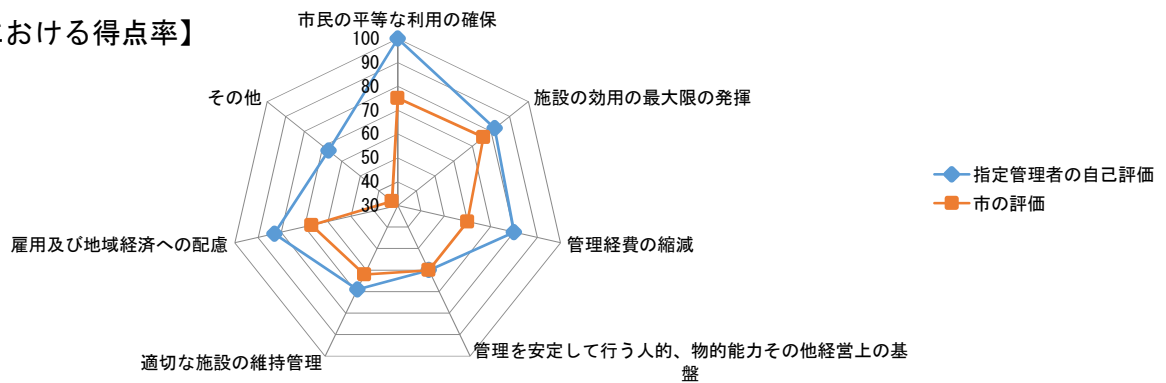 おける得点率】
市民の平等な利用の確保
100
90
80
70
60
50
40
30
施設の効用の最大限の発揮
管理経費の縮減
管理を安定して行う人的、物的能力その他経営上の基
盤
適切な施設の維持管理
雇用及び地域経済への配慮
その他
指定管理者の自己評価
市の評価